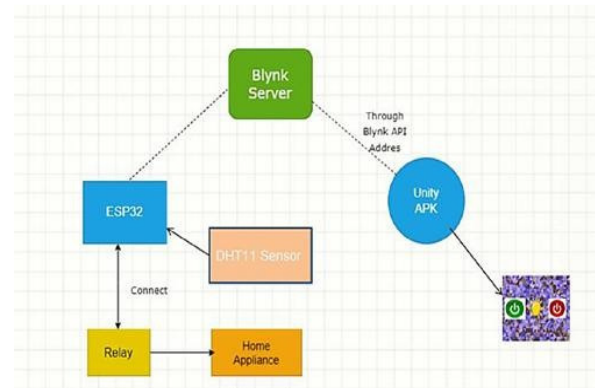 Blynk
Server
Through
Blynk API
Addres
ESP32
Unity
APK
DHT11 Sensor
Connect
Relay
Home
Appliance